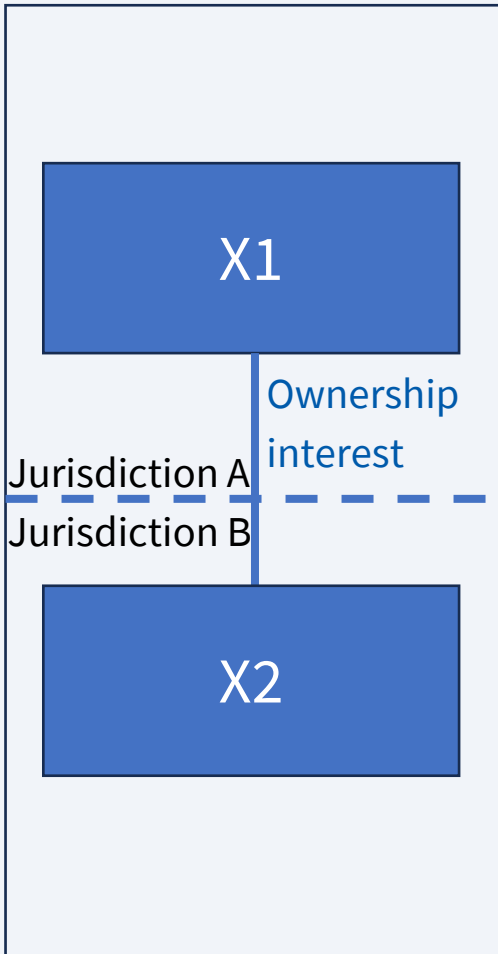 X1
Ownership
interest
Jurisdiction A
Jurisdiction B
X2